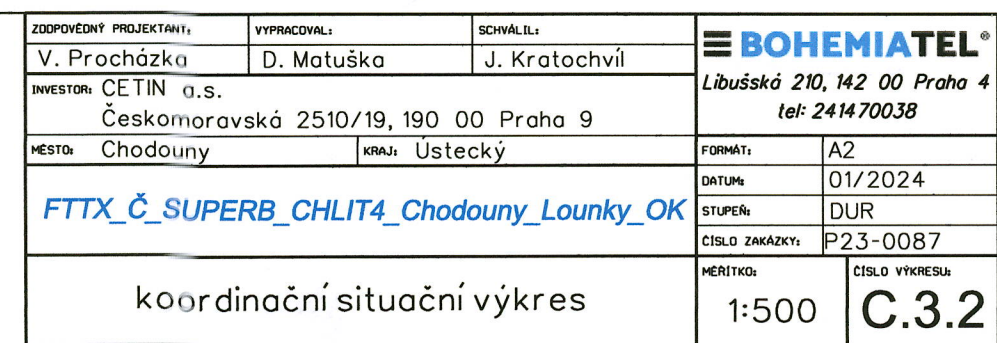 ZODPOVĚDNÝ PROJEKTANT: VYPRACOVAL: SCHVÁLIL:
V. Procházka D. Matuška J. Kratochvíl
BOHEMIATEL®
Libušská 210, 142 00 Praha 4
tel: 241470038
INVESTOR: CETIN a.s.
Českomoravská 2510/19, 190 00 Praha 9
MĚSTO: Chodouny KRAJ: Ústecký
FORMÁT: A2
DATUM: 01/2024
FTTX_Č_SUPERB_CHLIT4_Chodouny_Lounky_OK
STUPEŇ: DUR
ČÍSLO ZAKÁZKY: P23-0087
koordinační situační výkres
MĚŘÍTKO: ČÍSLO VÝKRESU:
1:500 C.3.2